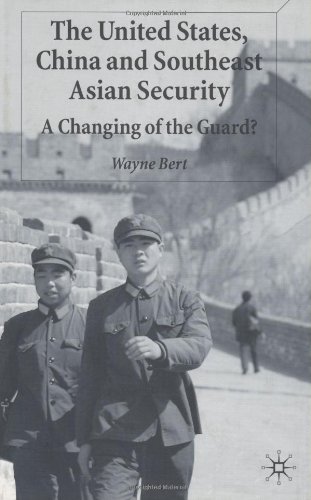 The United States,
China and Southeast
Asian Security
A Changing of the Guard?
Wayne Bert